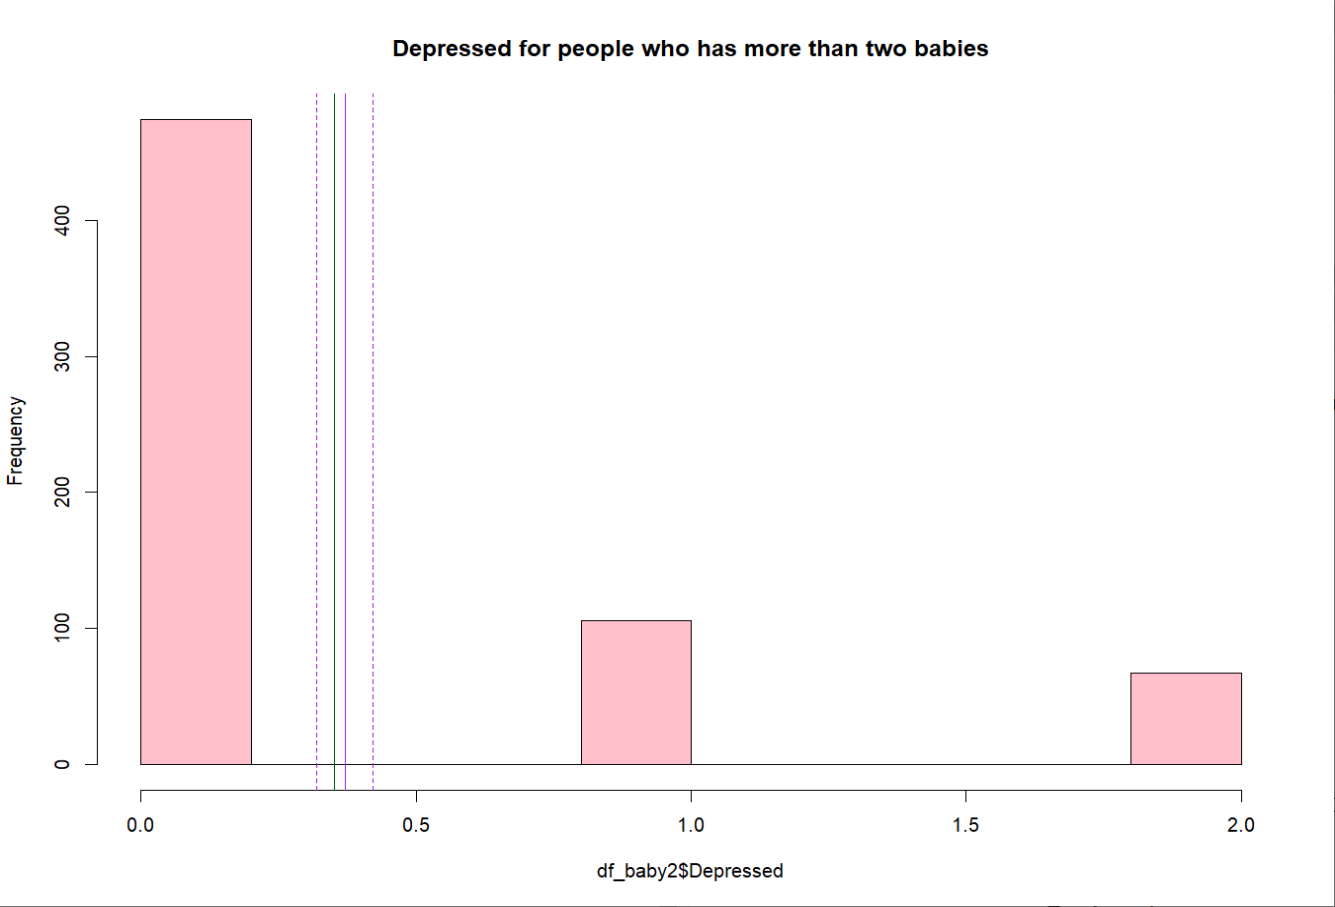 Depressed for people who has more than two babies
Frequency
400
300
200
100
0
0.0 0.5 1.0 1.5 2.0
df_baby2$Depressed